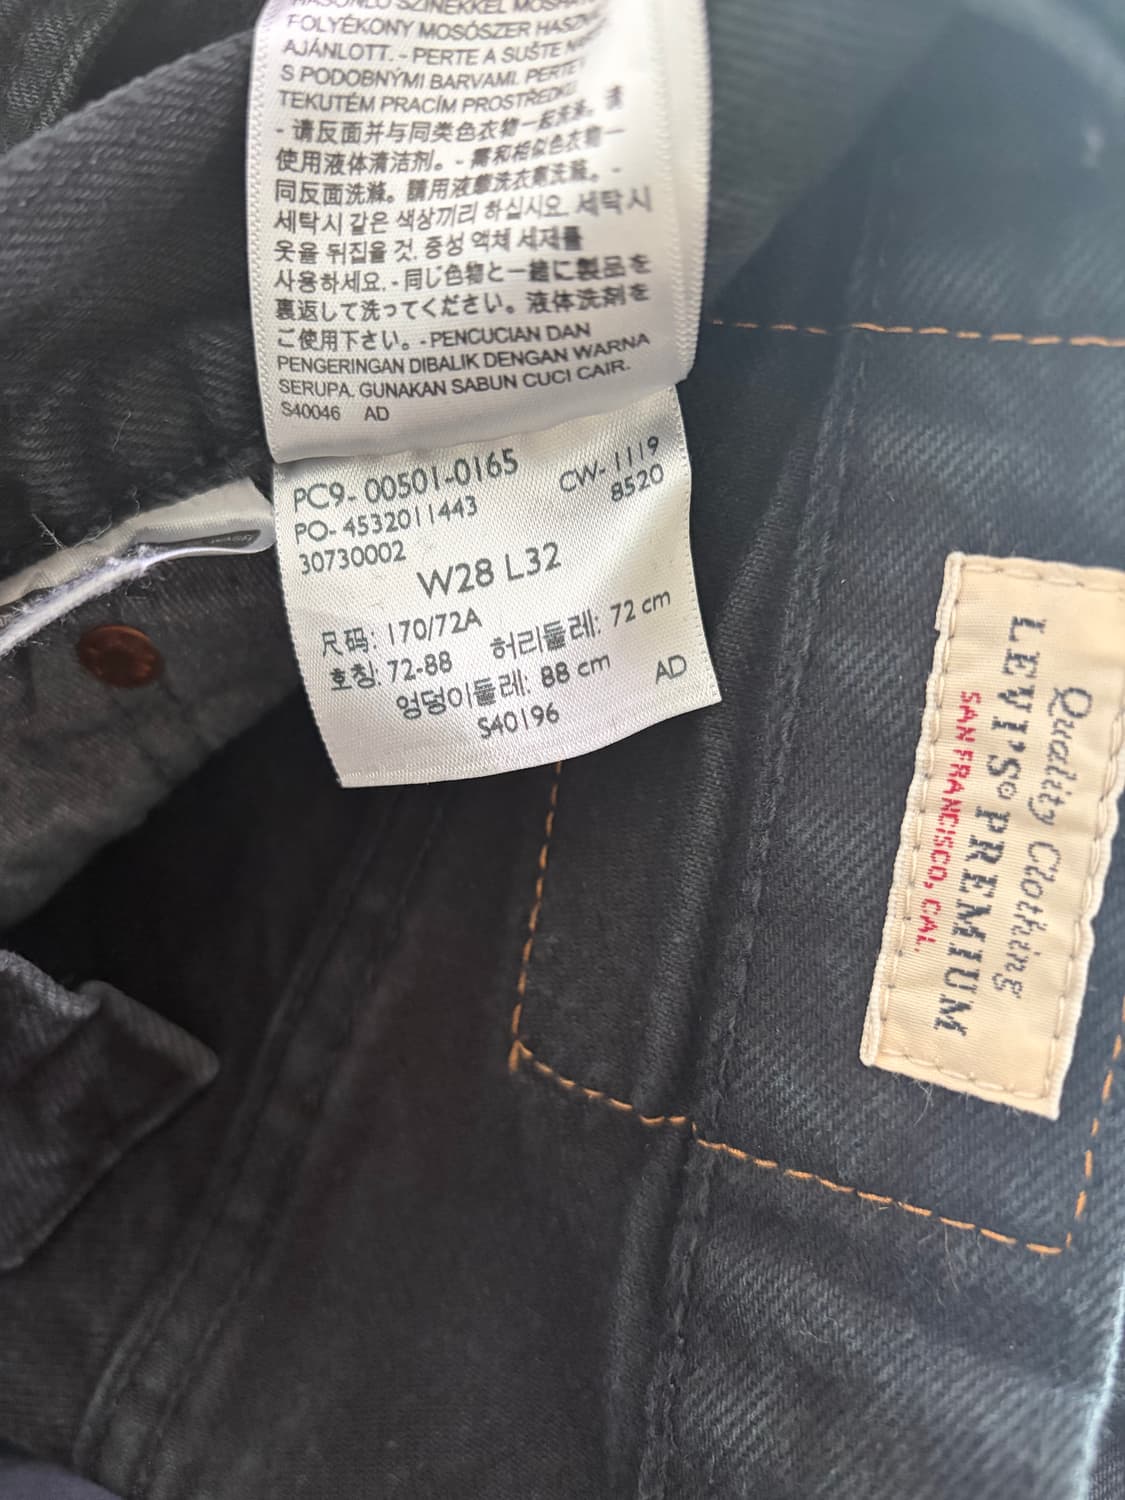 HASONLÓ SZÍNEKKEL MOSHATÓ
FOLYÉKONY MOSÓSZER
AJÁNLOTT. - PERTE A SUŠTE
S PODOBNÝMI BARVAMI. PERTE
TEKUTÉM PRACÍM PROSTŘEDKU.
- 请反面并与同类色衣物一起洗涤。请
使用液体清洁剂。- 需和相似色衣物一
同反面洗滌。請用液體洗衣劑洗滌。-
세탁시 같은 색상끼리 하십시요. 세탁시
옷을 뒤집을 것. 중성 액체 세제를
사용하세요. - 同じ色物と一緒に製品を
裏返して洗ってください。液体洗剤を
ご使用下さい。- PENCUCIAN DAN
PENGERINGAN DIBALIK DENGAN WARNA
SERUPA. GUNAKAN SABUN CUCI CAIR.
S40046 AD
PC9- 00501-0165 CW- 1119
PO- 4532011443 8520
30730002
W28 L32
尺码: 170/72A
호칭: 72-88 허리둘레: 72 cm
엉덩이둘레: 88 cm AD
S40196
Quality Clothing
LEVI'S® PREMIUM
SAN FRANCISCO, CAL.